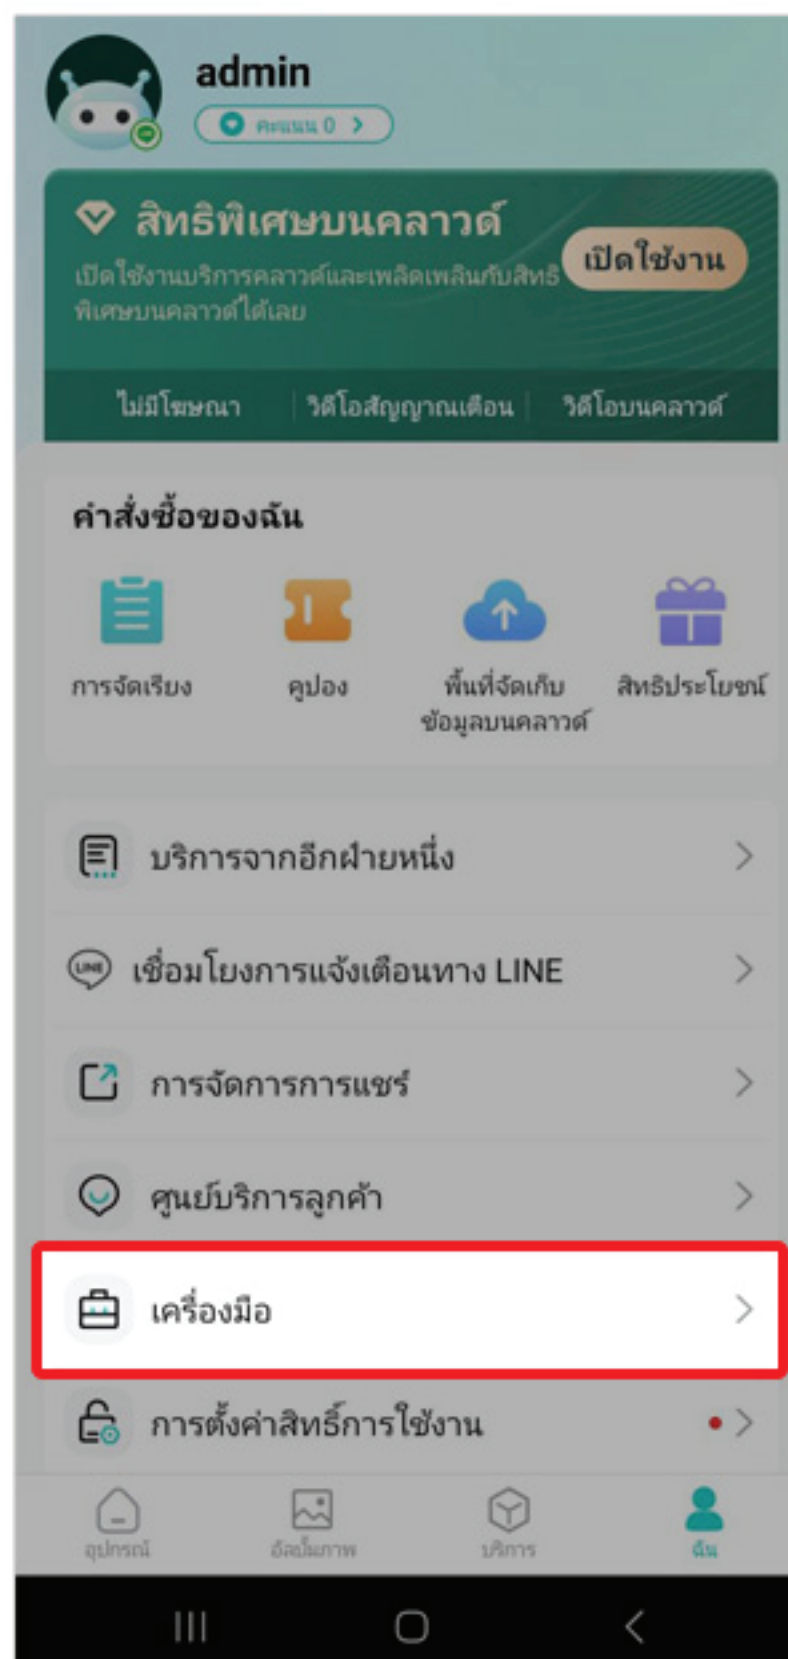 admin
คะแนน 0
สิทธิพิเศษบนคลาวด์
เปิดใช้งานบริการคลาวด์และเพลิดเพลินกับสิทธิ
พิเศษบนคลาวด์ได้เลย
เปิดใช้งาน
ไม่มีโฆษณา วิดีโอสัญญาณเตือน วิดีโอบนคลาวด์
คำสั่งซื้อของฉัน
การจัดเรียง
คูปอง
พื้นที่จัดเก็บ
ข้อมูลบนคลาวด์
สิทธิประโยชน์
บริการจากอีกฝ่ายหนึ่ง
LINE
เชื่อมโยงการแจ้งเตือนทาง LINE
การจัดการการแชร์
ศูนย์บริการลูกค้า
เครื่องมือ
การตั้งค่าสิทธิ์การใช้งาน
อุปกรณ์ อัลบั้มภาพ บริการ ฉัน